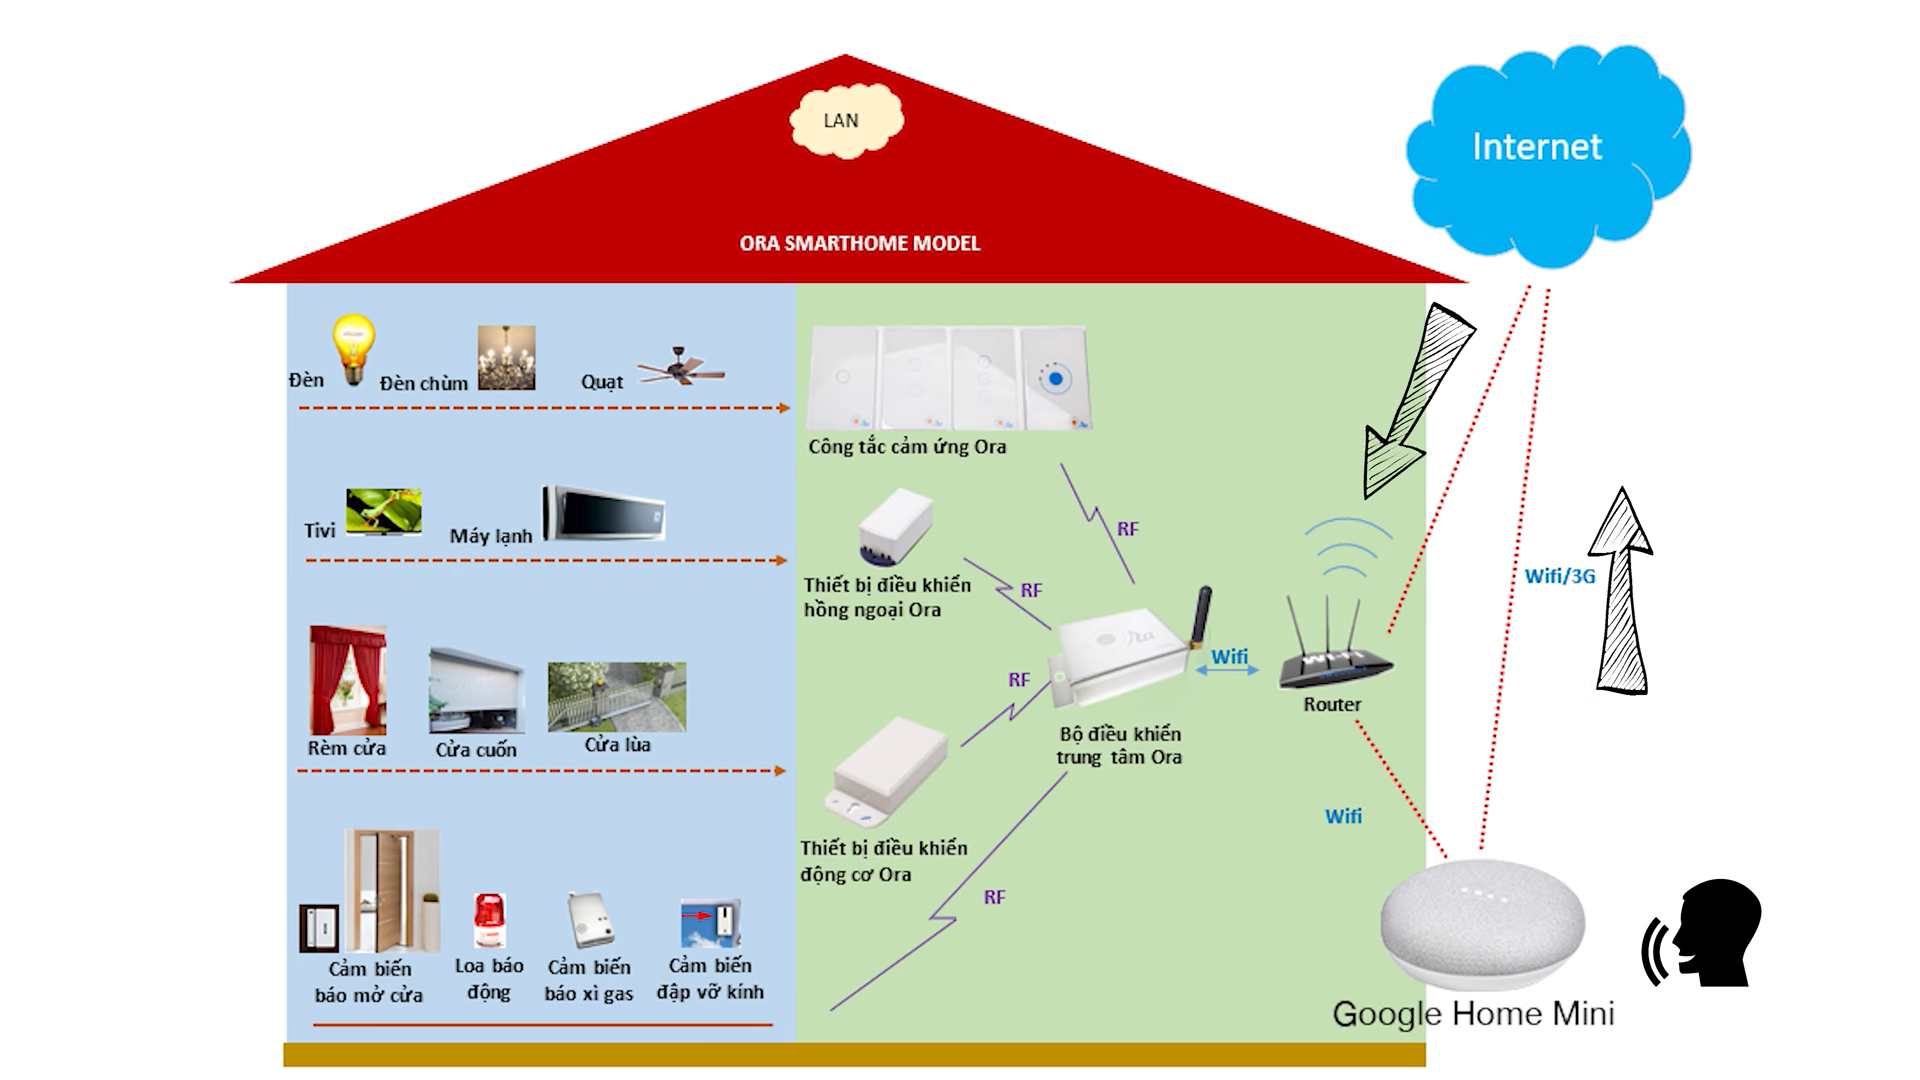 LAN
Internet
ORA SMARTHOME MODEL
Đèn
Đèn chùm
Quạt
Công tắc cảm ứng Ora
Tivi
Máy lạnh
RF
Thiết bị điều khiển
hồng ngoại Ora
RF
Wifi/3G
Wifi
WI-FI
RF
Router
Rèm cửa
Cửa cuốn
Cửa lùa
Bộ điều khiển
trung tâm Ora
Wifi
Thiết bị điều khiển
động cơ Ora
RF
Cảm biến
báo mở cửa
Loa báo
động
Cảm biến
báo xì gas
Cảm biến
đập vỡ kính
Google Home Mini